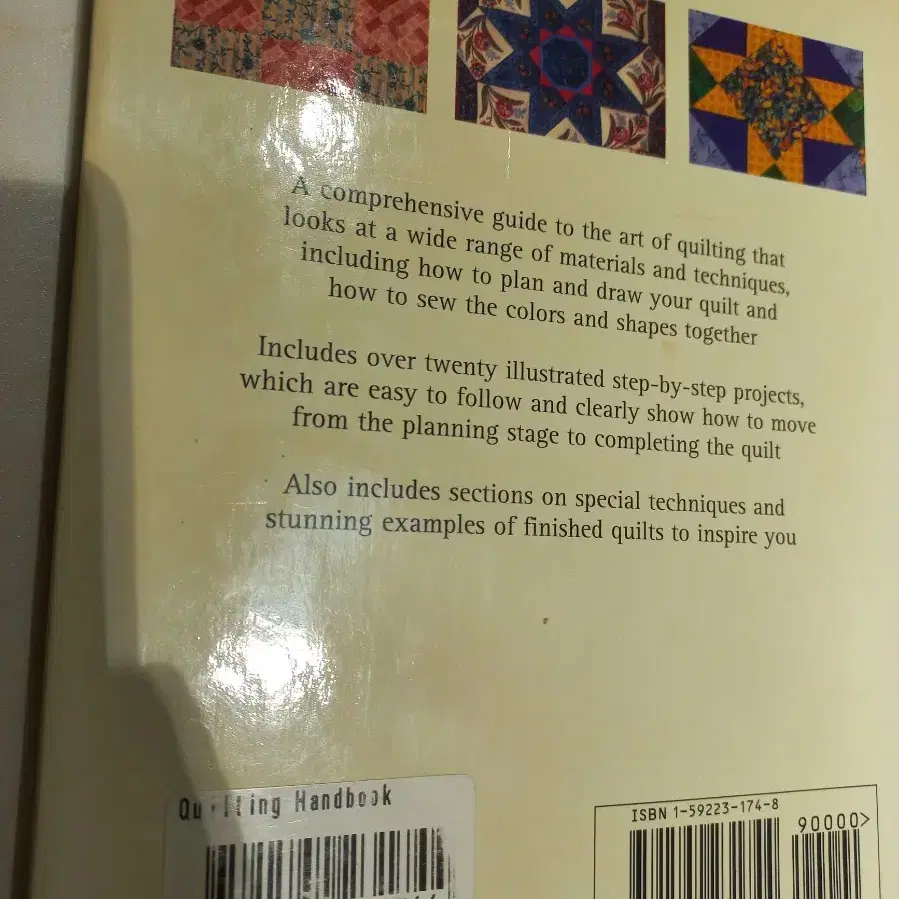 A comprehensive guide to the art of quilting that
looks at a wide range of materials and techniques,
including how to plan and draw your quilt and
how to sew the colors and shapes together
Includes over twenty illustrated step-by-step projects,
which are easy to follow and clearly show how to move
from the planning stage to completing the quilt
Also includes sections on special techniques and
stunning examples of finished quilts to inspire you
Quilting Handbook
ISBN 1-59223-174-8
90000>